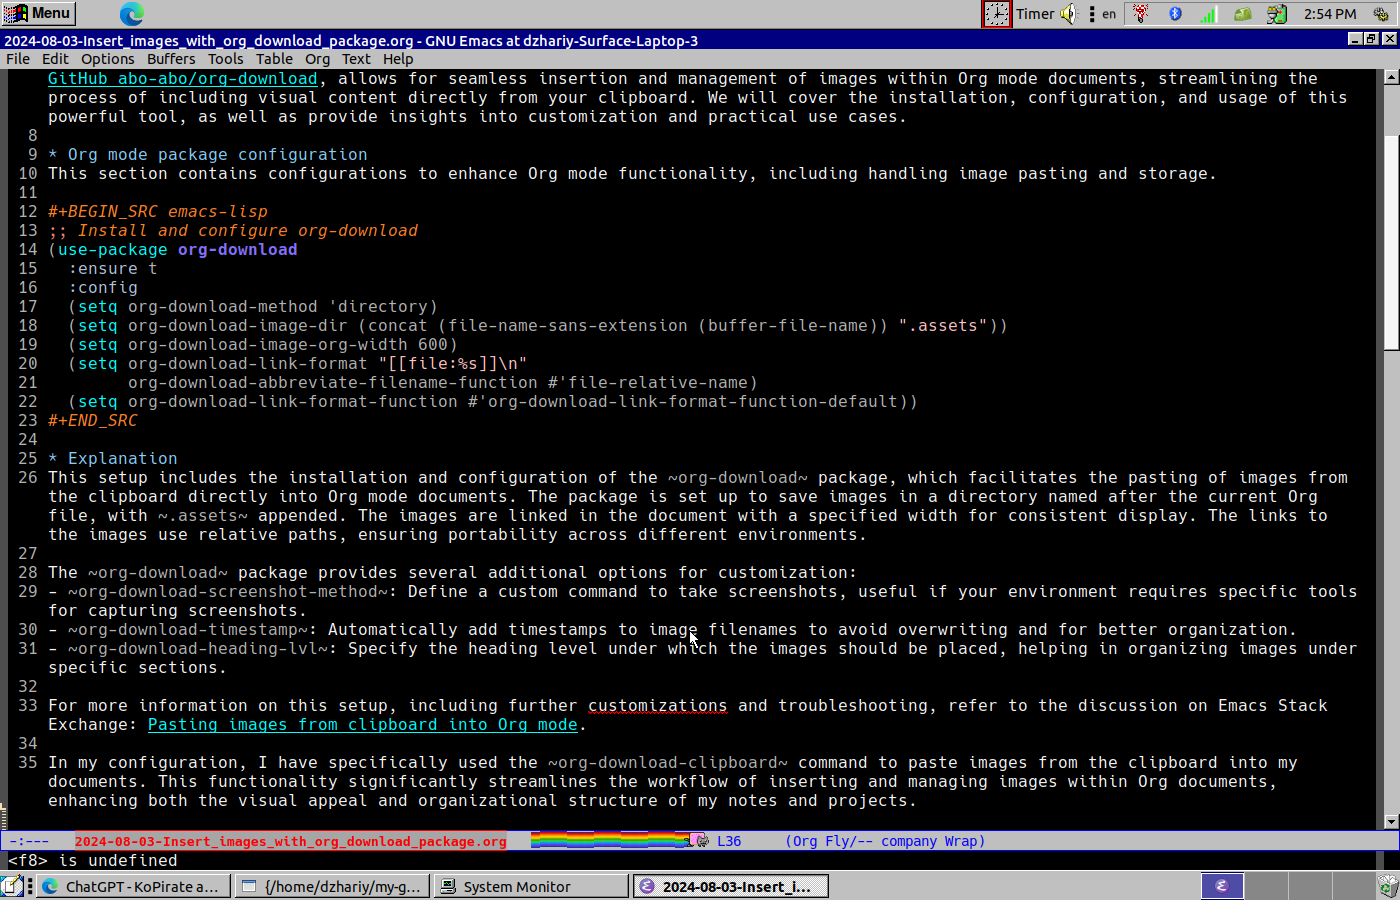 Menu
Timer
en
2:54 PM
2024-08-03-Insert_images_with_org_download_package.org - GNU Emacs at dzhariy-Surface-Laptop-3
File Edit Options Buffers Tools Table Org Text Help
GitHub abo-abo/org-download, allows for seamless insertion and management of images within Org mode documents, streamlining the
process of including visual content directly from your clipboard. We will cover the installation, configuration, and usage of this
powerful tool, as well as provide insights into customization and practical use cases.
8
9 * Org mode package configuration
10 This section contains configurations to enhance Org mode functionality, including handling image pasting and storage.
11
12 #+BEGIN_SRC emacs-lisp
13 ;; Install and configure org-download
14 (use-package org-download
15   :ensure t
16   :config
17   (setq org-download-method 'directory)
18   (setq org-download-image-dir (concat (file-name-sans-extension (buffer-file-name)) ".assets"))
19   (setq org-download-image-org-width 600)
20   (setq org-download-link-format "[[file:%s]]\n"
21         org-download-abbreviate-filename-function #'file-relative-name)
22   (setq org-download-link-format-function #'org-download-link-format-function-default))
23 #+END_SRC
24
25 * Explanation
26 This setup includes the installation and configuration of the ~org-download~ package, which facilitates the pasting of images from
the clipboard directly into Org mode documents. The package is set up to save images in a directory named after the current Org
file, with ~.assets~ appended. The images are linked in the document with a specified width for consistent display. The links to
the images use relative paths, ensuring portability across different environments.
27
28 The ~org-download~ package provides several additional options for customization:
29 - ~org-download-screenshot-method~: Define a custom command to take screenshots, useful if your environment requires specific tools
for capturing screenshots.
30 - ~org-download-timestamp~: Automatically add timestamps to image filenames to avoid overwriting and for better organization.
31 - ~org-download-heading-lvl~: Specify the heading level under which the images should be placed, helping in organizing images under
specific sections.
32
33 For more information on this setup, including further customizations and troubleshooting, refer to the discussion on Emacs Stack
Exchange: Pasting images from clipboard into Org mode.
34
35 In my configuration, I have specifically used the ~org-download-clipboard~ command to paste images from the clipboard into my
documents. This functionality significantly streamlines the workflow of inserting and managing images within Org documents,
enhancing both the visual appeal and organizational structure of my notes and projects.
-:--- 2024-08-03-Insert_images_with_org_download_package.org L36 (Org Fly/-- company Wrap)
<f8> is undefined
ChatGPT - KoPirate a...
{/home/dzhariy/my-g...
System Monitor
2024-08-03-Insert_i...